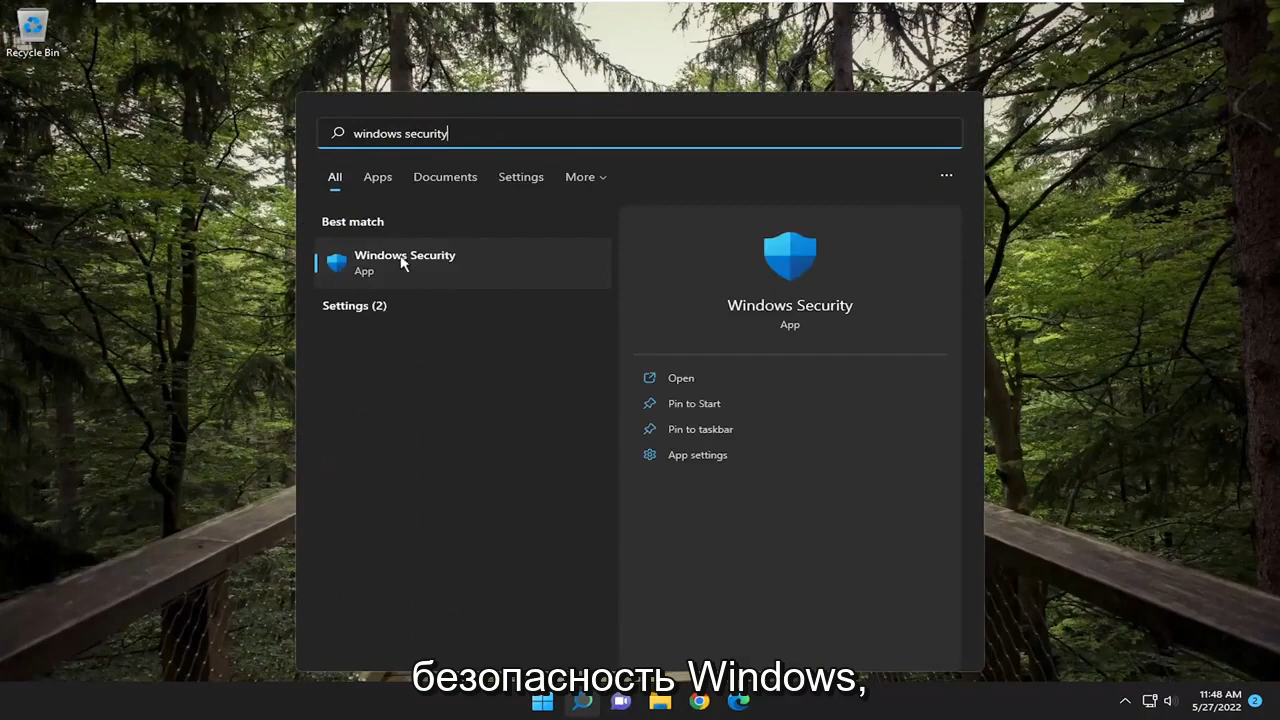 Recycle Bin
windows security
All Apps Documents Settings More
Best match
Windows Security
App
Settings (2)
Windows Security
App
Open
Pin to Start
Pin to taskbar
App settings
безопасность Windows,
11:48 AM
5/27/2022
2